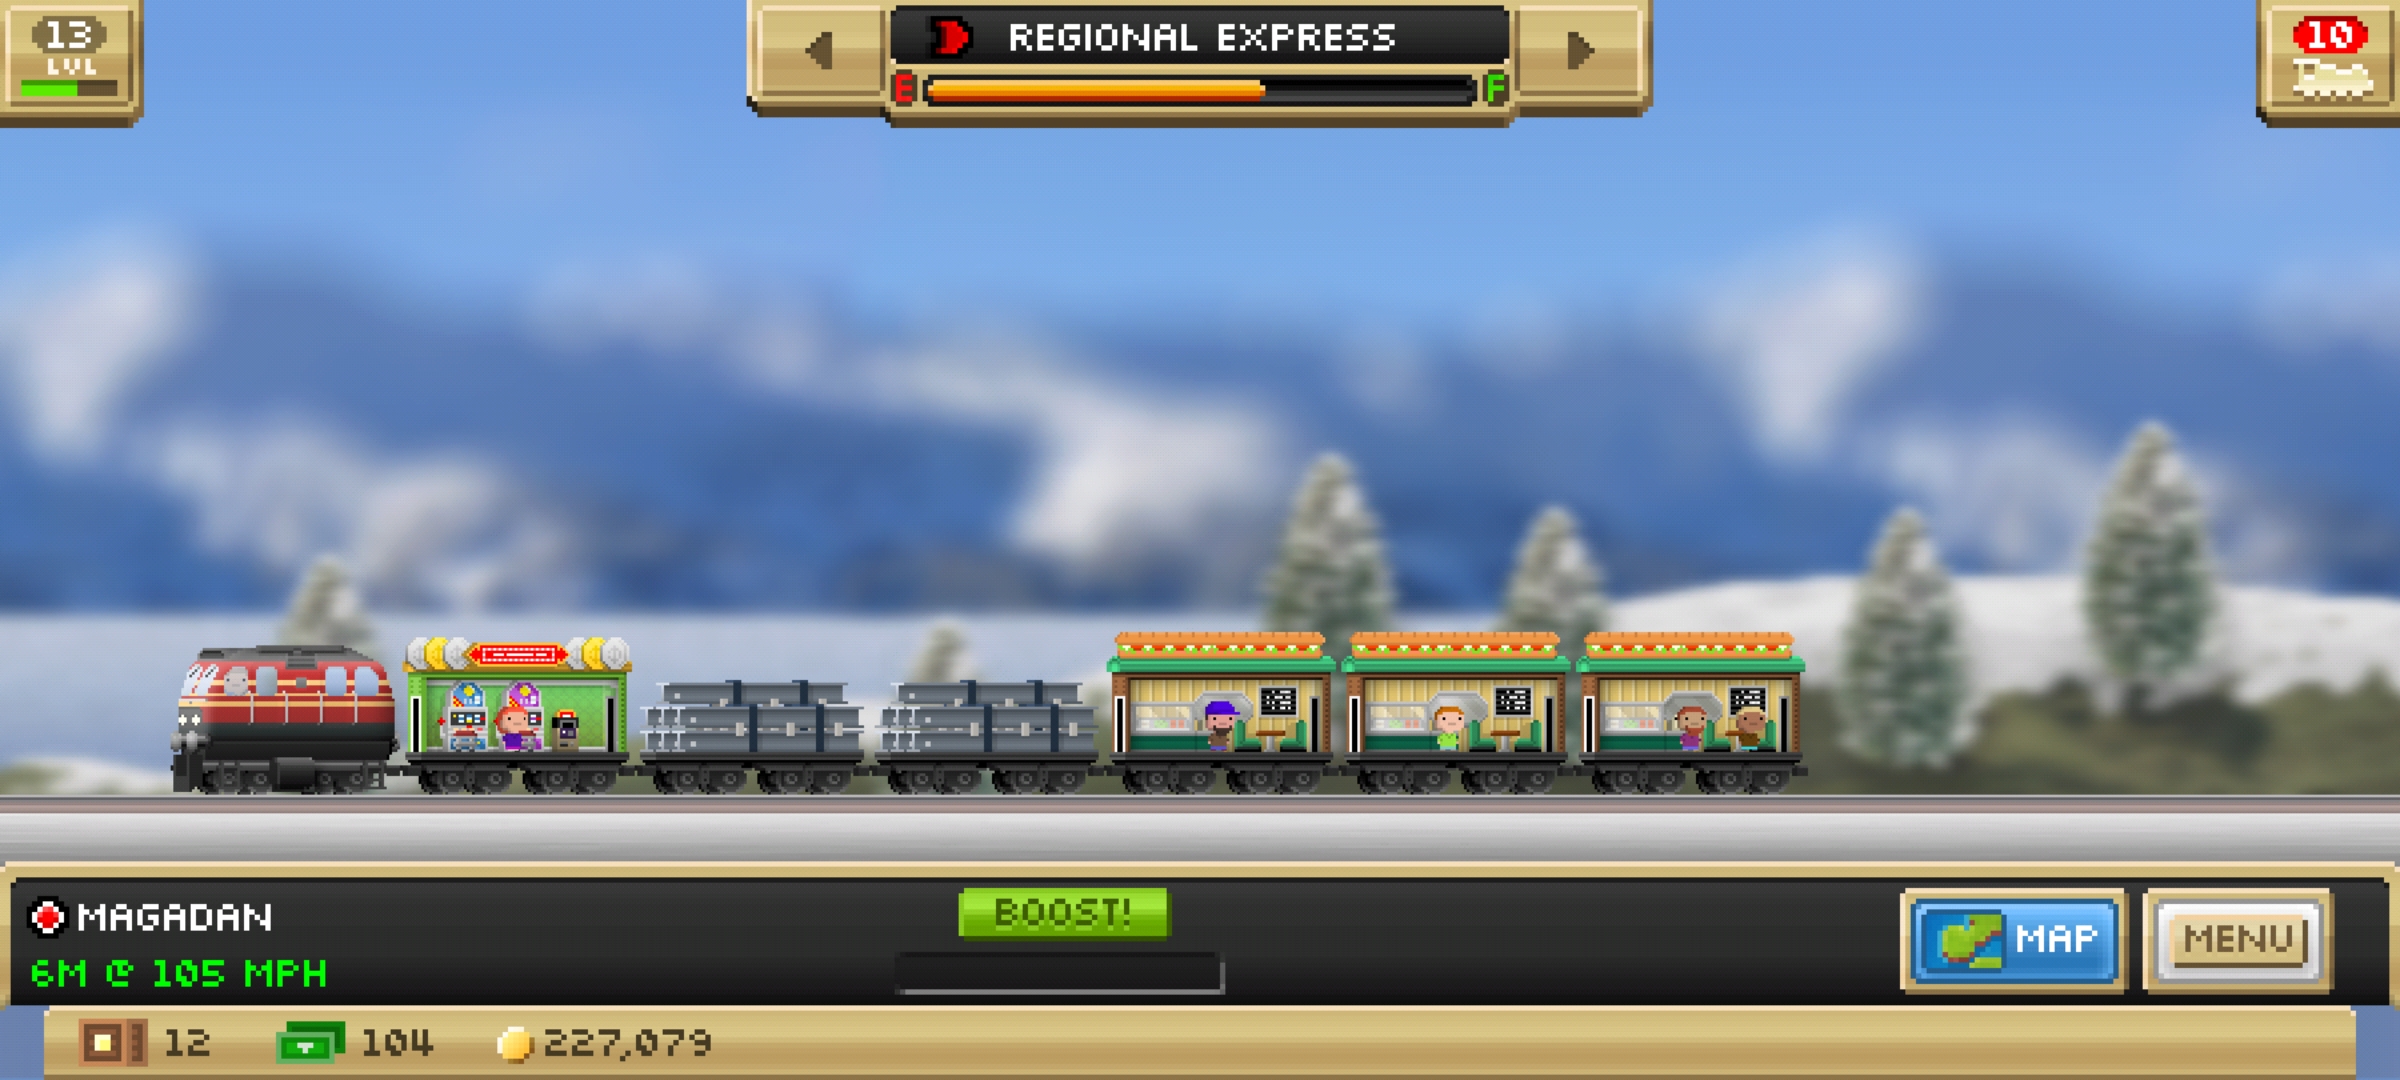 13
LVL
REGIONAL EXPRESS
E
F
10
MAGADAN
6M @ 105 MPH
BOOST!
MAP
MENU
12
104
227,079